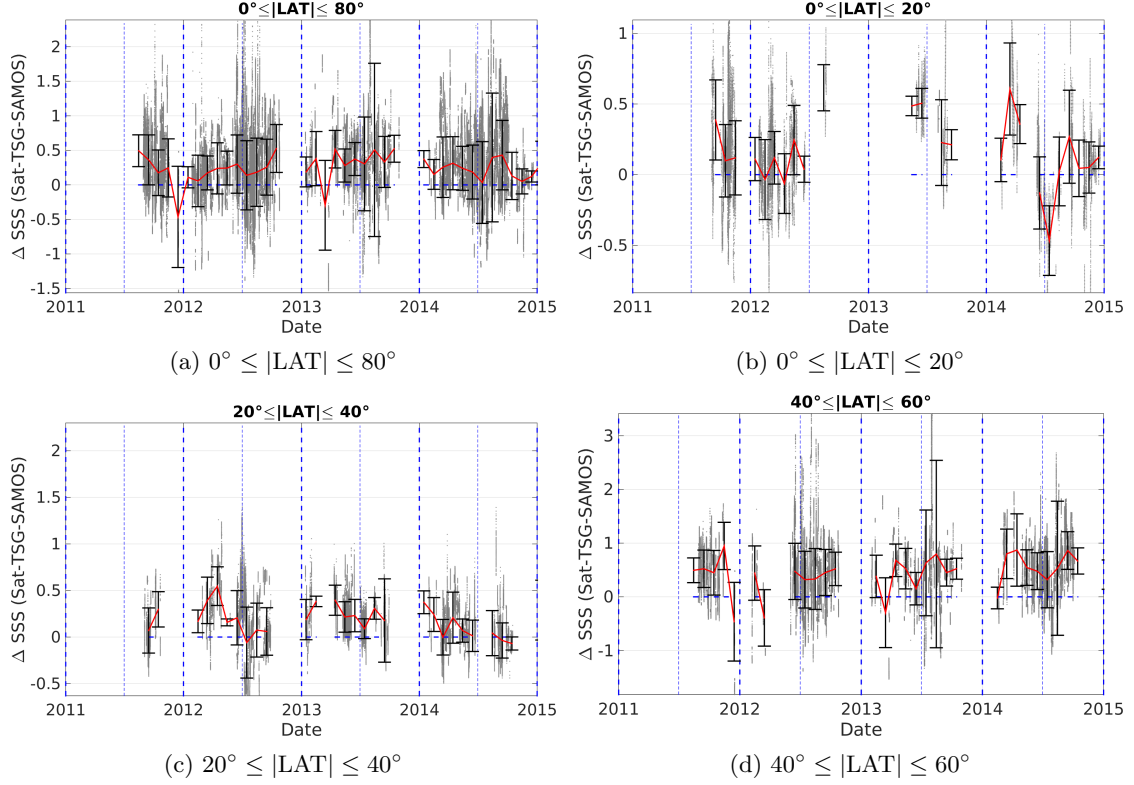 0°≤|LAT|≤ 80°
Δ SSS (Sat-TSG-SAMOS)
2
1.5
1
0.5
0
-0.5
-1
-1.5
2011 2012 2013 2014 2015
Date
(a) 0° ≤ |LAT| ≤ 80°
0°≤|LAT|≤ 20°
Δ SSS (Sat-TSG-SAMOS)
1
0.5
0
-0.5
2011 2012 2013 2014 2015
Date
(b) 0° ≤ |LAT| ≤ 20°
20°≤|LAT|≤ 40°
Δ SSS (Sat-TSG-SAMOS)
2
1.5
1
0.5
0
-0.5
2011 2012 2013 2014 2015
Date
(c) 20° ≤ |LAT| ≤ 40°
40°≤|LAT|≤ 60°
Δ SSS (Sat-TSG-SAMOS)
3
2
1
0
-1
2011 2012 2013 2014 2015
Date
(d) 40° ≤ |LAT| ≤ 60°